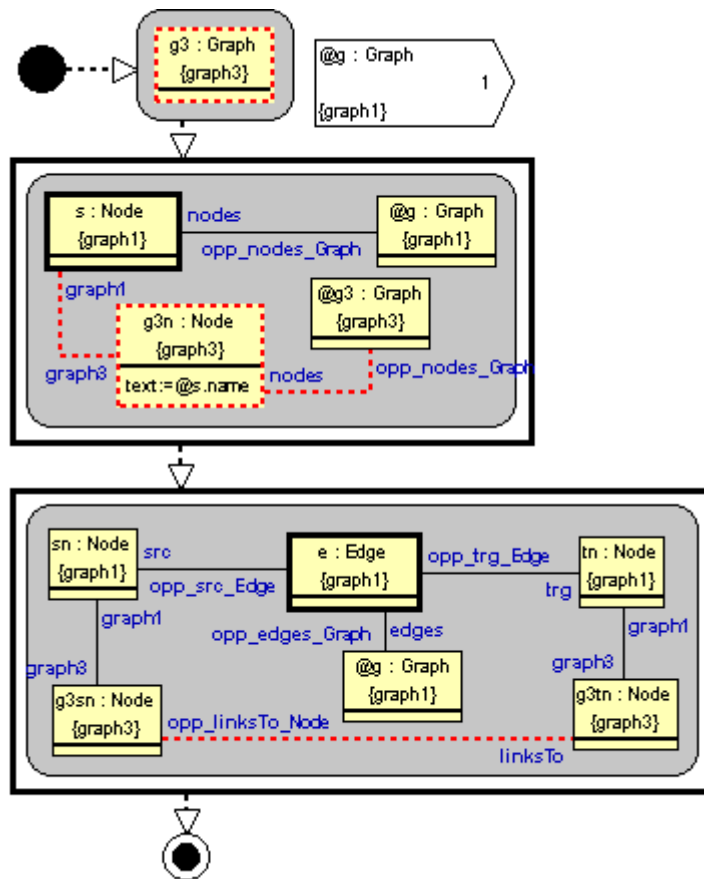 g3 : Graph
{graph3}
@g : Graph
1
{graph1}
s : Node
{graph1}
nodes
opp_nodes_Graph
@g : Graph
{graph1}
graph1
@g3 : Graph
{graph3}
g3n : Node
{graph3}
text:=@s.name
graph3
nodes
opp_nodes_Graph
sn : Node
{graph1}
src
opp_src_Edge
e : Edge
{graph1}
opp_trg_Edge
trg
tn : Node
{graph1}
graph1
opp_edges_Graph
edges
graph1
@g : Graph
{graph1}
graph3
graph3
g3sn : Node
{graph3}
opp_linksTo_Node
g3tn : Node
{graph3}
linksTo